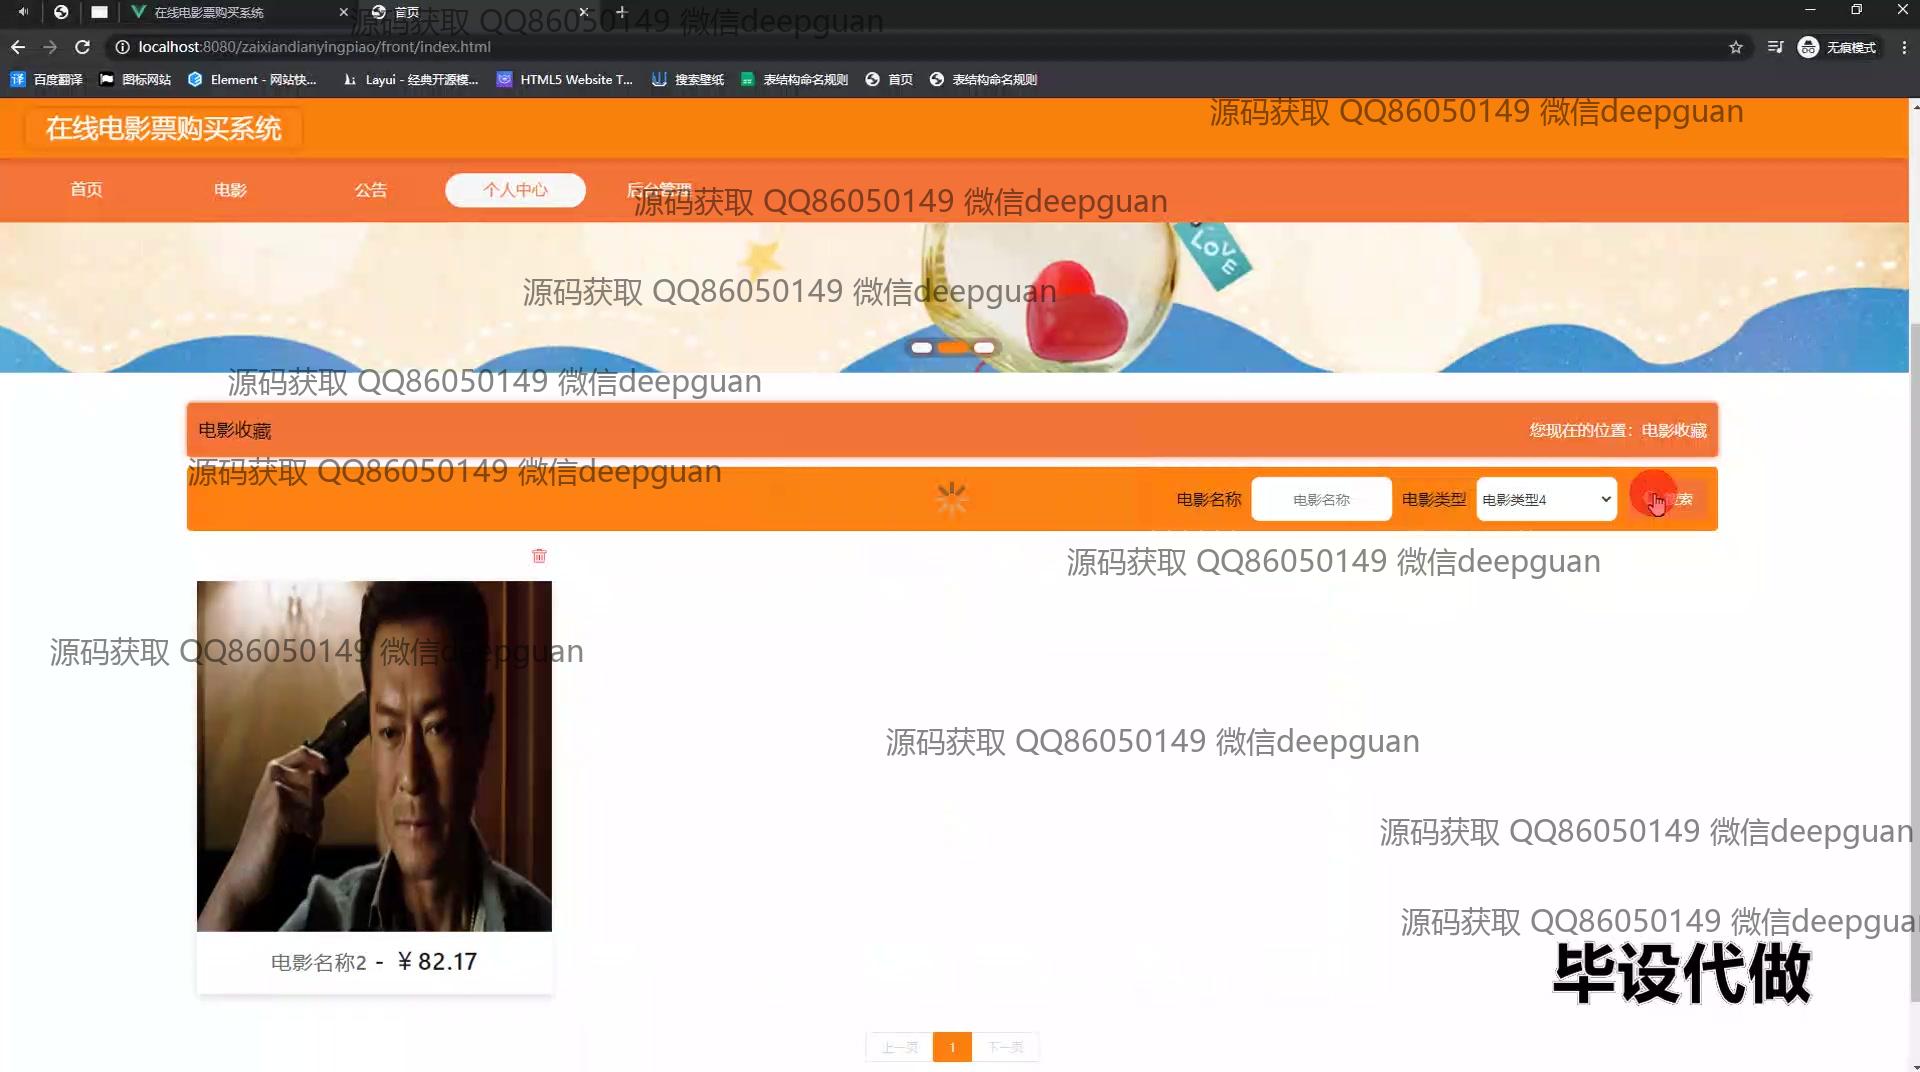 在线电影票购买系统
首页
源码获取 QQ86050149 微信deepguan
localhost:8080/zaixiandianyingpiao/front/index.html
无痕模式
百度翻译
图标网站
Element - 网站快...
Layui - 经典开源模...
HTML5 Website T...
搜索壁纸
表结构命名规则
首页
表结构命名规则
在线电影票购买系统
源码获取 QQ86050149 微信deepguan
首页
电影
公告
个人中心
后台管理
源码获取 QQ86050149 微信deepguan
LOVE
源码获取 QQ86050149 微信deepguan
源码获取 QQ86050149 微信deepguan
电影收藏
您现在的位置：电影收藏
源码获取 QQ86050149 微信deepguan
电影名称
电影名称
电影类型
电影类型4
源码获取 QQ86050149 微信deepguan
源码获取 QQ86050149 微信deepguan
源码获取 QQ86050149 微信deepguan
源码获取 QQ86050149 微信deepguan
源码获取 QQ86050149 微信deepguan
电影名称2 - ￥82.17
毕设代做
上一页
1
下一页